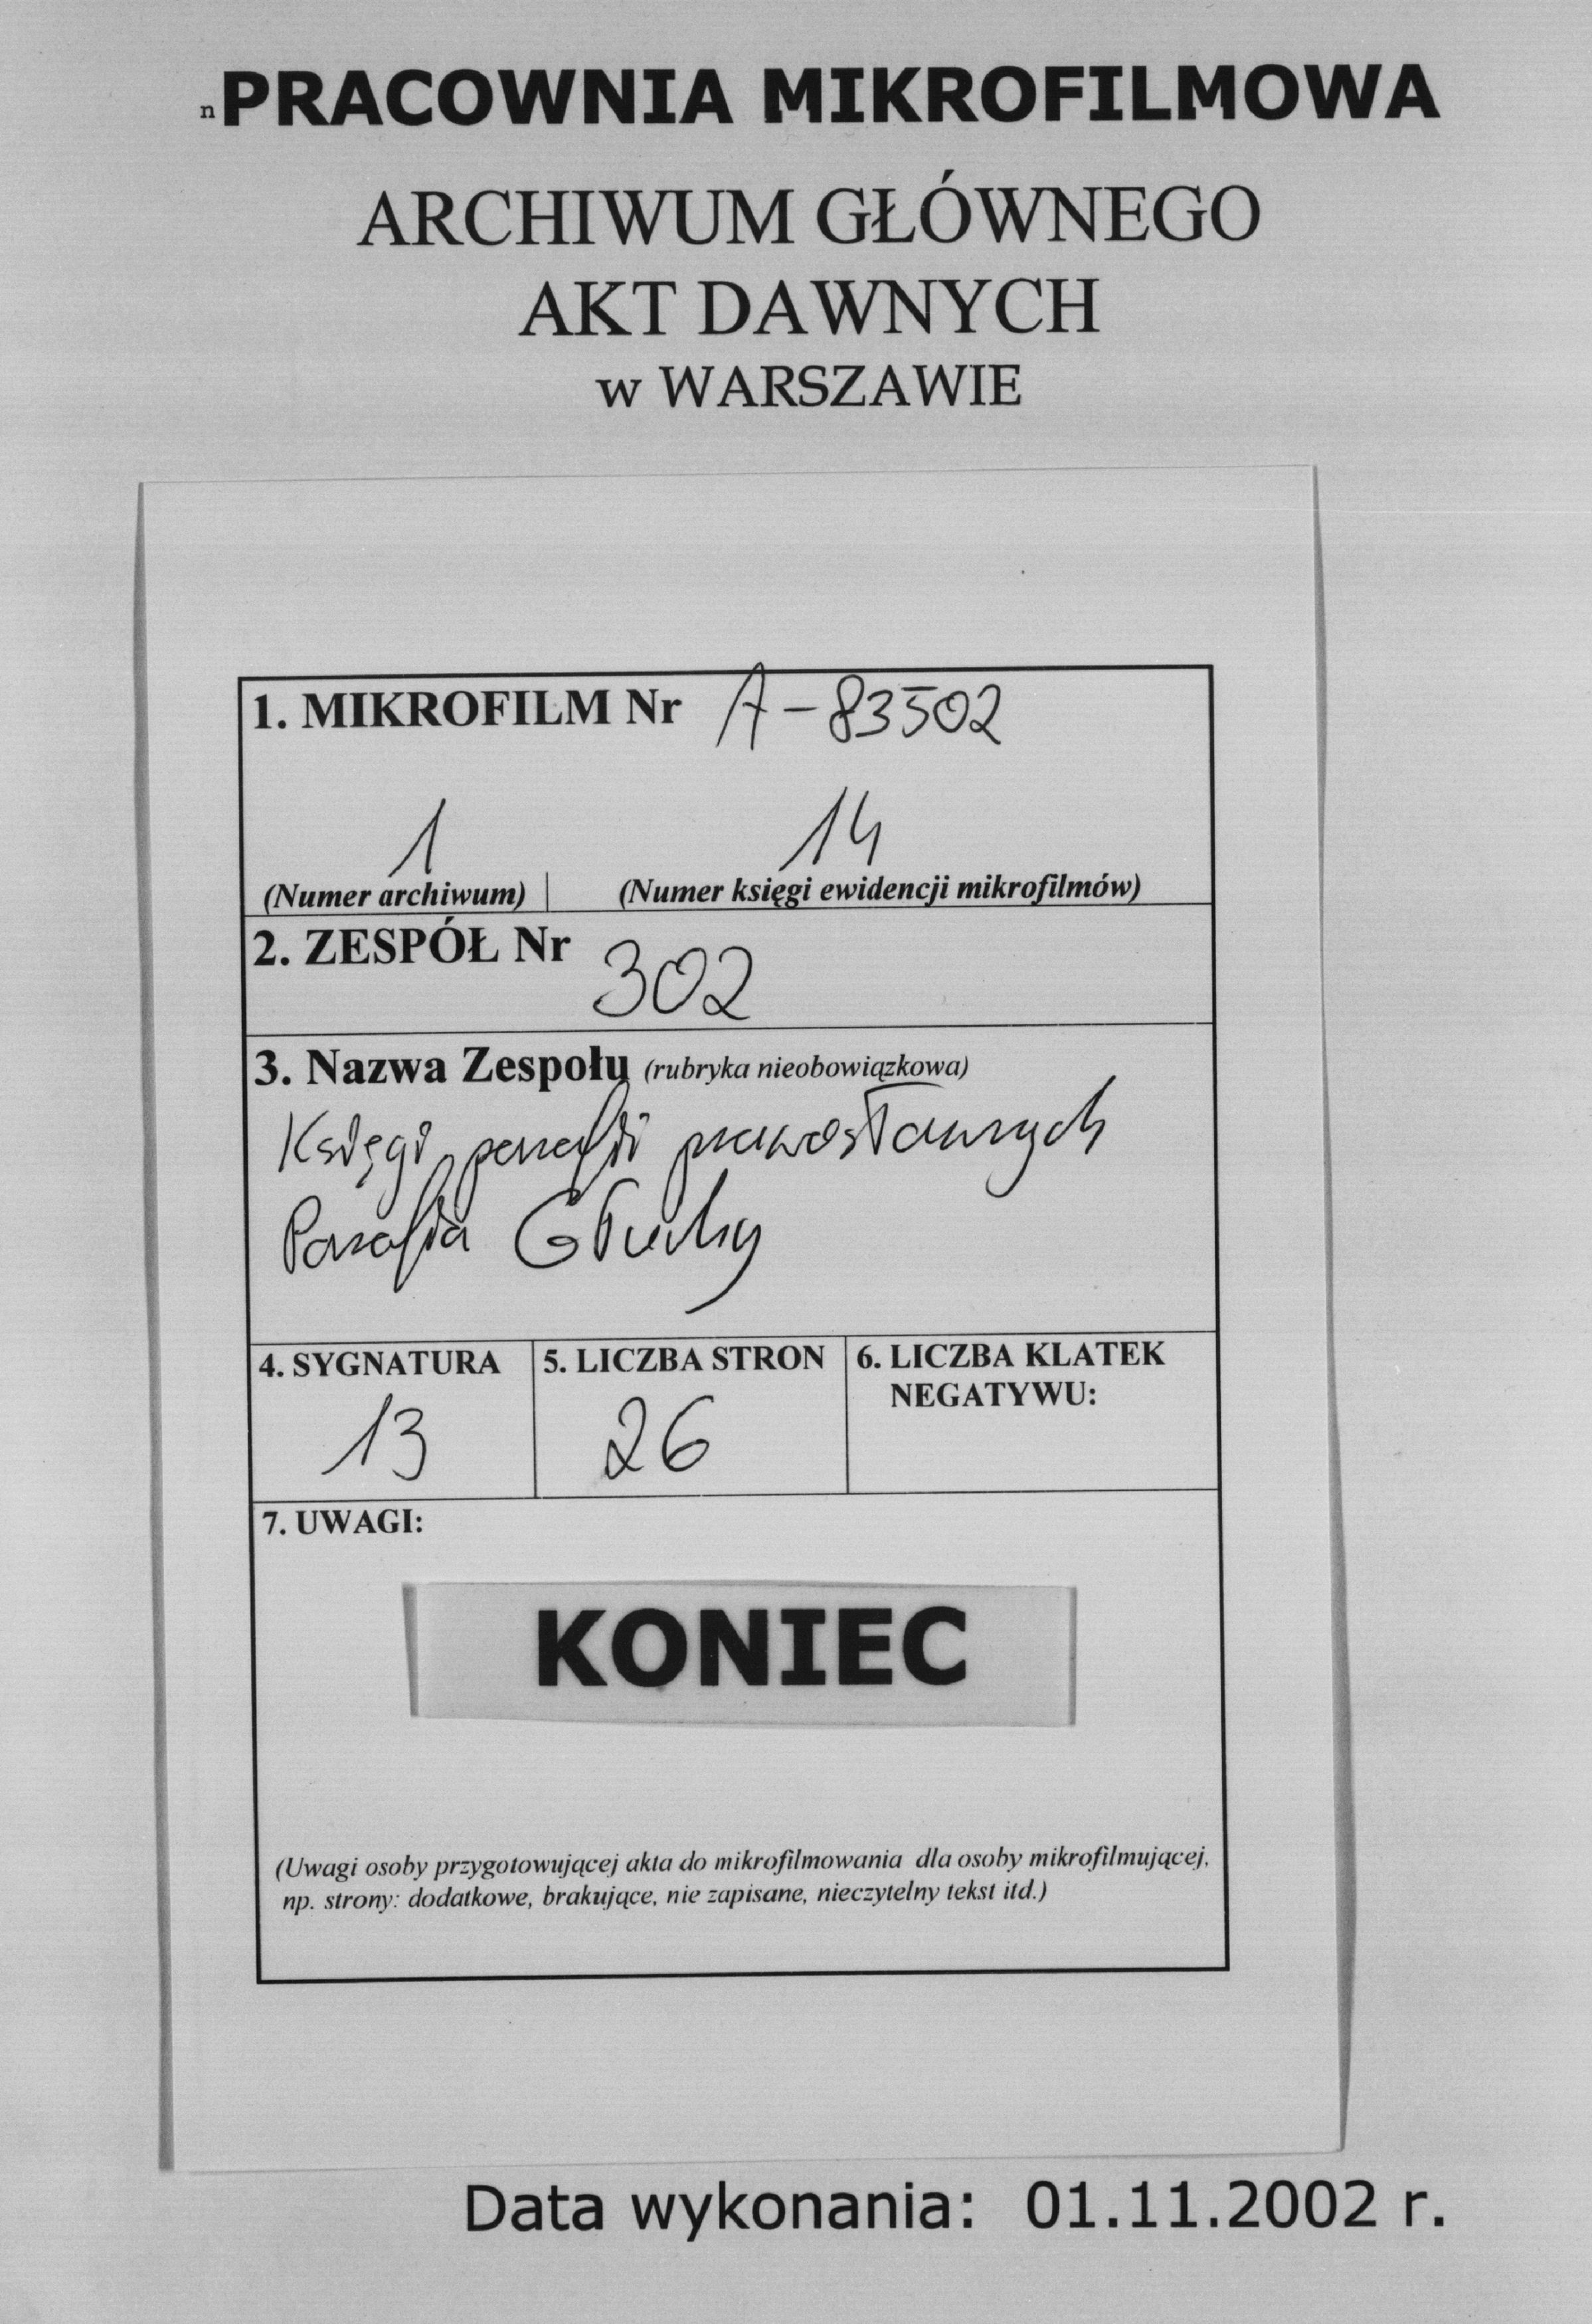 n PRACOWNIA MIKROFILMOWA
ARCHIWUM GŁÓWNEGO
AKT DAWNYCH
w WARSZAWIE
1. MIKROFILM Nr A-83502
1 14
(Numer archiwum) (Numer księgi ewidencji mikrofilmów)
2. ZESPÓŁ Nr 302
3. Nazwa Zespołu (rubryka nieobowiązkowa)
Księgi parafii prawosławnych
Parafia Głuchy
4. SYGNATURA 5. LICZBA STRON 6. LICZBA KLATEK
NEGATYWU:
13 26
7. UWAGI:
KONIEC
(Uwagi osoby przygotowującej akta do mikrofilmowania dla osoby mikrofilmującej,
np. strony: dodatkowe, brakujące, nie zapisane, nieczytelny tekst itd.)
Data wykonania: 01.11.2002 r.